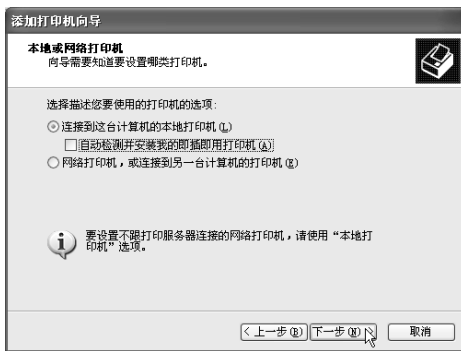 添加打印机向导
本地或网络打印机
向导需要知道要设置哪类打印机。
选择描述您要使用的打印机的选项:
连接到这台计算机的本地打印机(L)
自动检测并安装我的即插即用打印机(A)
网络打印机，或连接到另一台计算机的打印机(E)
要设置不跟打印服务器连接的网络打印机，请使用“本地打
印机”选项。
< 上一步(B) 下一步(N) > 取消